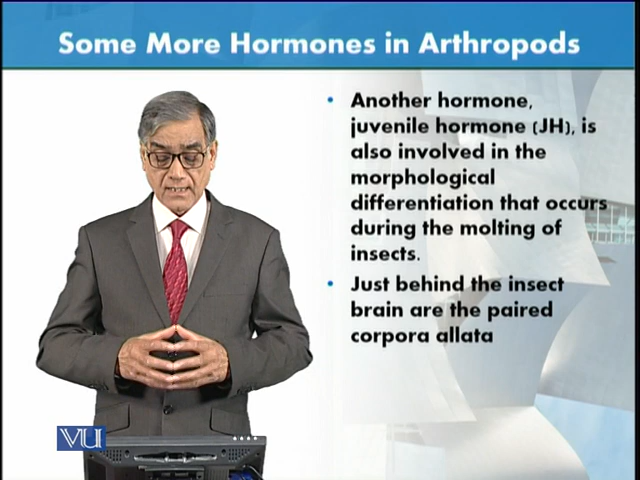 Some More Hormones in Arthropods
• Another hormone,
juvenile hormone (JH), is
also involved in the
morphological
differentiation that occurs
during the molting of
insects.
• Just behind the insect
brain are the paired
corpora allata
VU